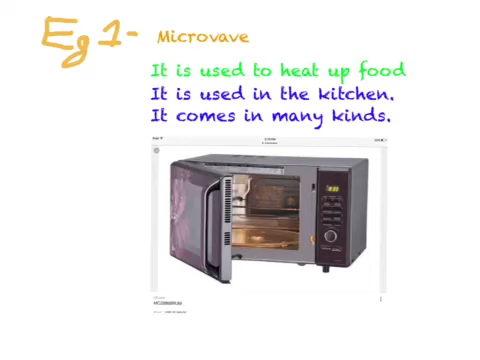 Eg 1- Microvave
It is used to heat up food
It is used in the kitchen.
It comes in many kinds.